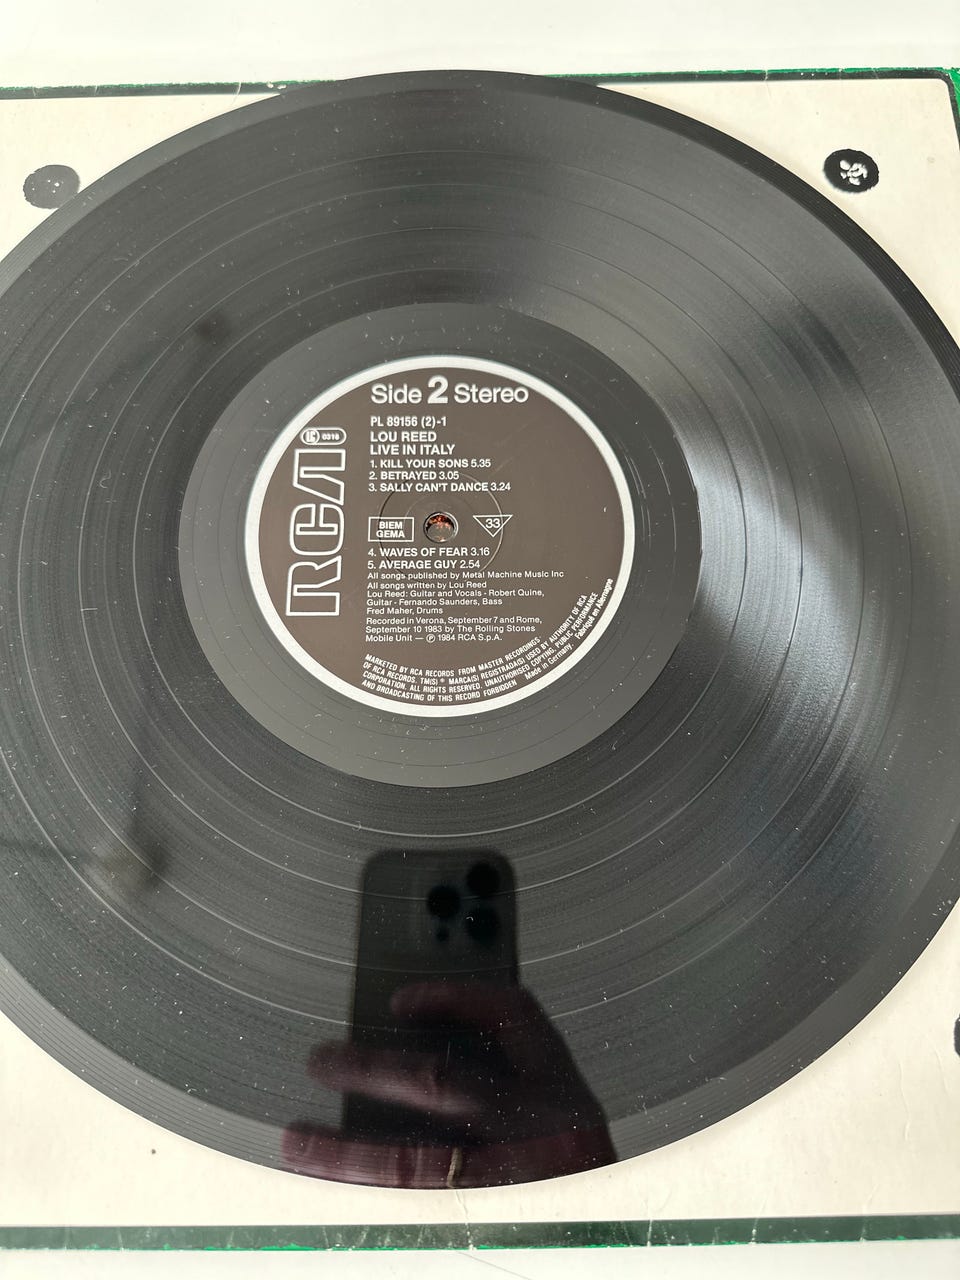 Side 2 Stereo
PL 89156 (2)-1
LC 0316
LOU REED
LIVE IN ITALY
1. KILL YOUR SONS 5.35
2. BETRAYED 3.05
3. SALLY CAN'T DANCE 3.24
RCA
BIEM
GEMA
33
4. WAVES OF FEAR 3.16
5. AVERAGE GUY 2.54
All songs published by Metal Machine Music Inc
All songs written by Lou Reed
Lou Reed: Guitar and Vocals - Robert Quine,
Guitar - Fernando Saunders, Bass
Fred Maher, Drums
Recorded in Verona, September 7 and Rome,
September 10 1983 by The Rolling Stones
Mobile Unit — ℗ 1984 RCA S.p.A.
MARKETED BY RCA RECORDS FROM MASTER RECORDINGS
OF RCA RECORDS. TM(S) ® MARCA(S) REGISTRADA(S) USED BY AUTHORITY OF RCA
CORPORATION. ALL RIGHTS RESERVED. UNAUTHORISED COPYING, PUBLIC PERFORMANCE
AND BROADCASTING OF THIS RECORD FORBIDDEN Made in Germany. Fabriqué en Allemagne